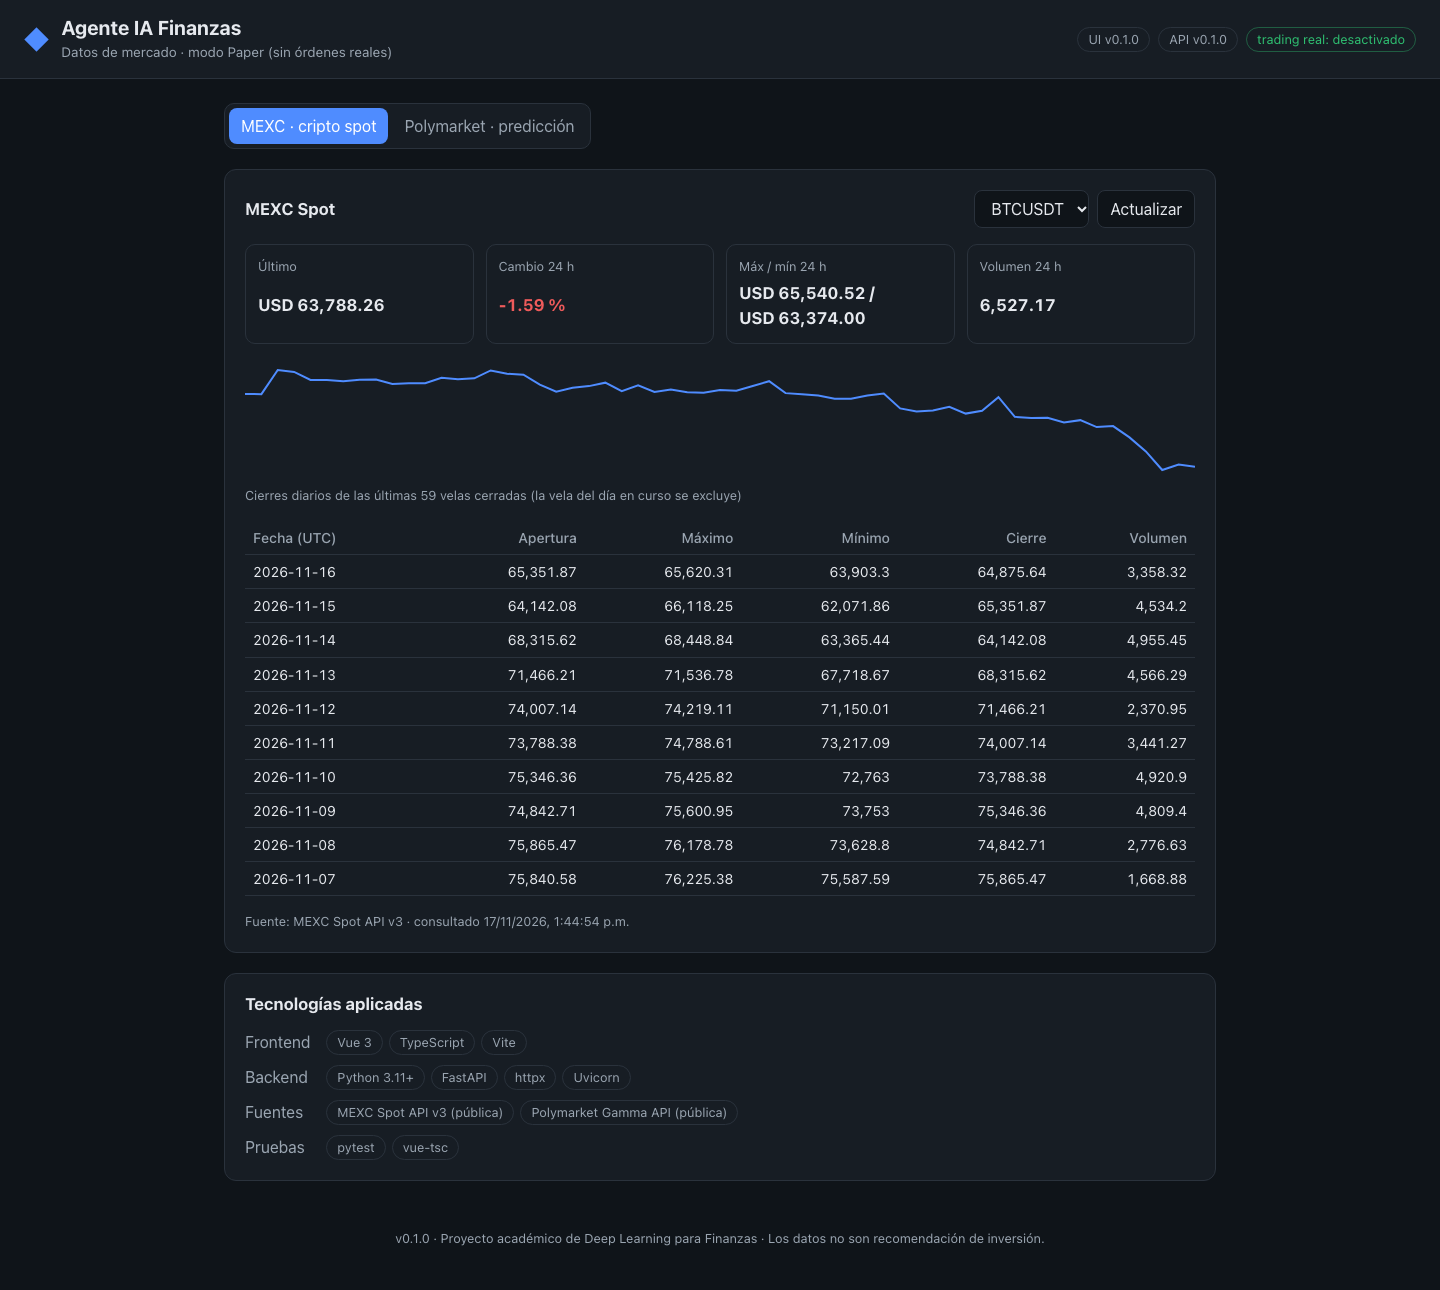 Agente IA Finanzas
Datos de mercado · modo Paper (sin órdenes reales)
UI v0.1.0 API v0.1.0 trading real: desactivado
MEXC · cripto spot Polymarket · predicción
MEXC Spot BTCUSDT Actualizar
Último Cambio 24 h Máx / mín 24 h Volumen 24 h
USD 63,788.26 -1.59 % USD 65,540.52 / 6,527.17
USD 63,374.00
Cierres diarios de las últimas 59 velas cerradas (la vela del día en curso se excluye)
Fecha (UTC) Apertura Máximo Mínimo Cierre Volumen
2026-11-16 65,351.87 65,620.31 63,903.3 64,875.64 3,358.32
2026-11-15 64,142.08 66,118.25 62,071.86 65,351.87 4,534.2
2026-11-14 68,315.62 68,448.84 63,365.44 64,142.08 4,955.45
2026-11-13 71,466.21 71,536.78 67,718.67 68,315.62 4,566.29
2026-11-12 74,007.14 74,219.11 71,150.01 71,466.21 2,370.95
2026-11-11 73,788.38 74,788.61 73,217.09 74,007.14 3,441.27
2026-11-10 75,346.36 75,425.82 72,763 73,788.38 4,920.9
2026-11-09 74,842.71 75,600.95 73,753 75,346.36 4,809.4
2026-11-08 75,865.47 76,178.78 73,628.8 74,842.71 2,776.63
2026-11-07 75,840.58 76,225.38 75,587.59 75,865.47 1,668.88
Fuente: MEXC Spot API v3 · consultado 17/11/2026, 1:44:54 p.m.
Tecnologías aplicadas
Frontend Vue 3 TypeScript Vite
Backend Python 3.11+ FastAPI httpx Uvicorn
Fuentes MEXC Spot API v3 (pública) Polymarket Gamma API (pública)
Pruebas pytest vue-tsc
v0.1.0 · Proyecto académico de Deep Learning para Finanzas · Los datos no son recomendación de inversión.